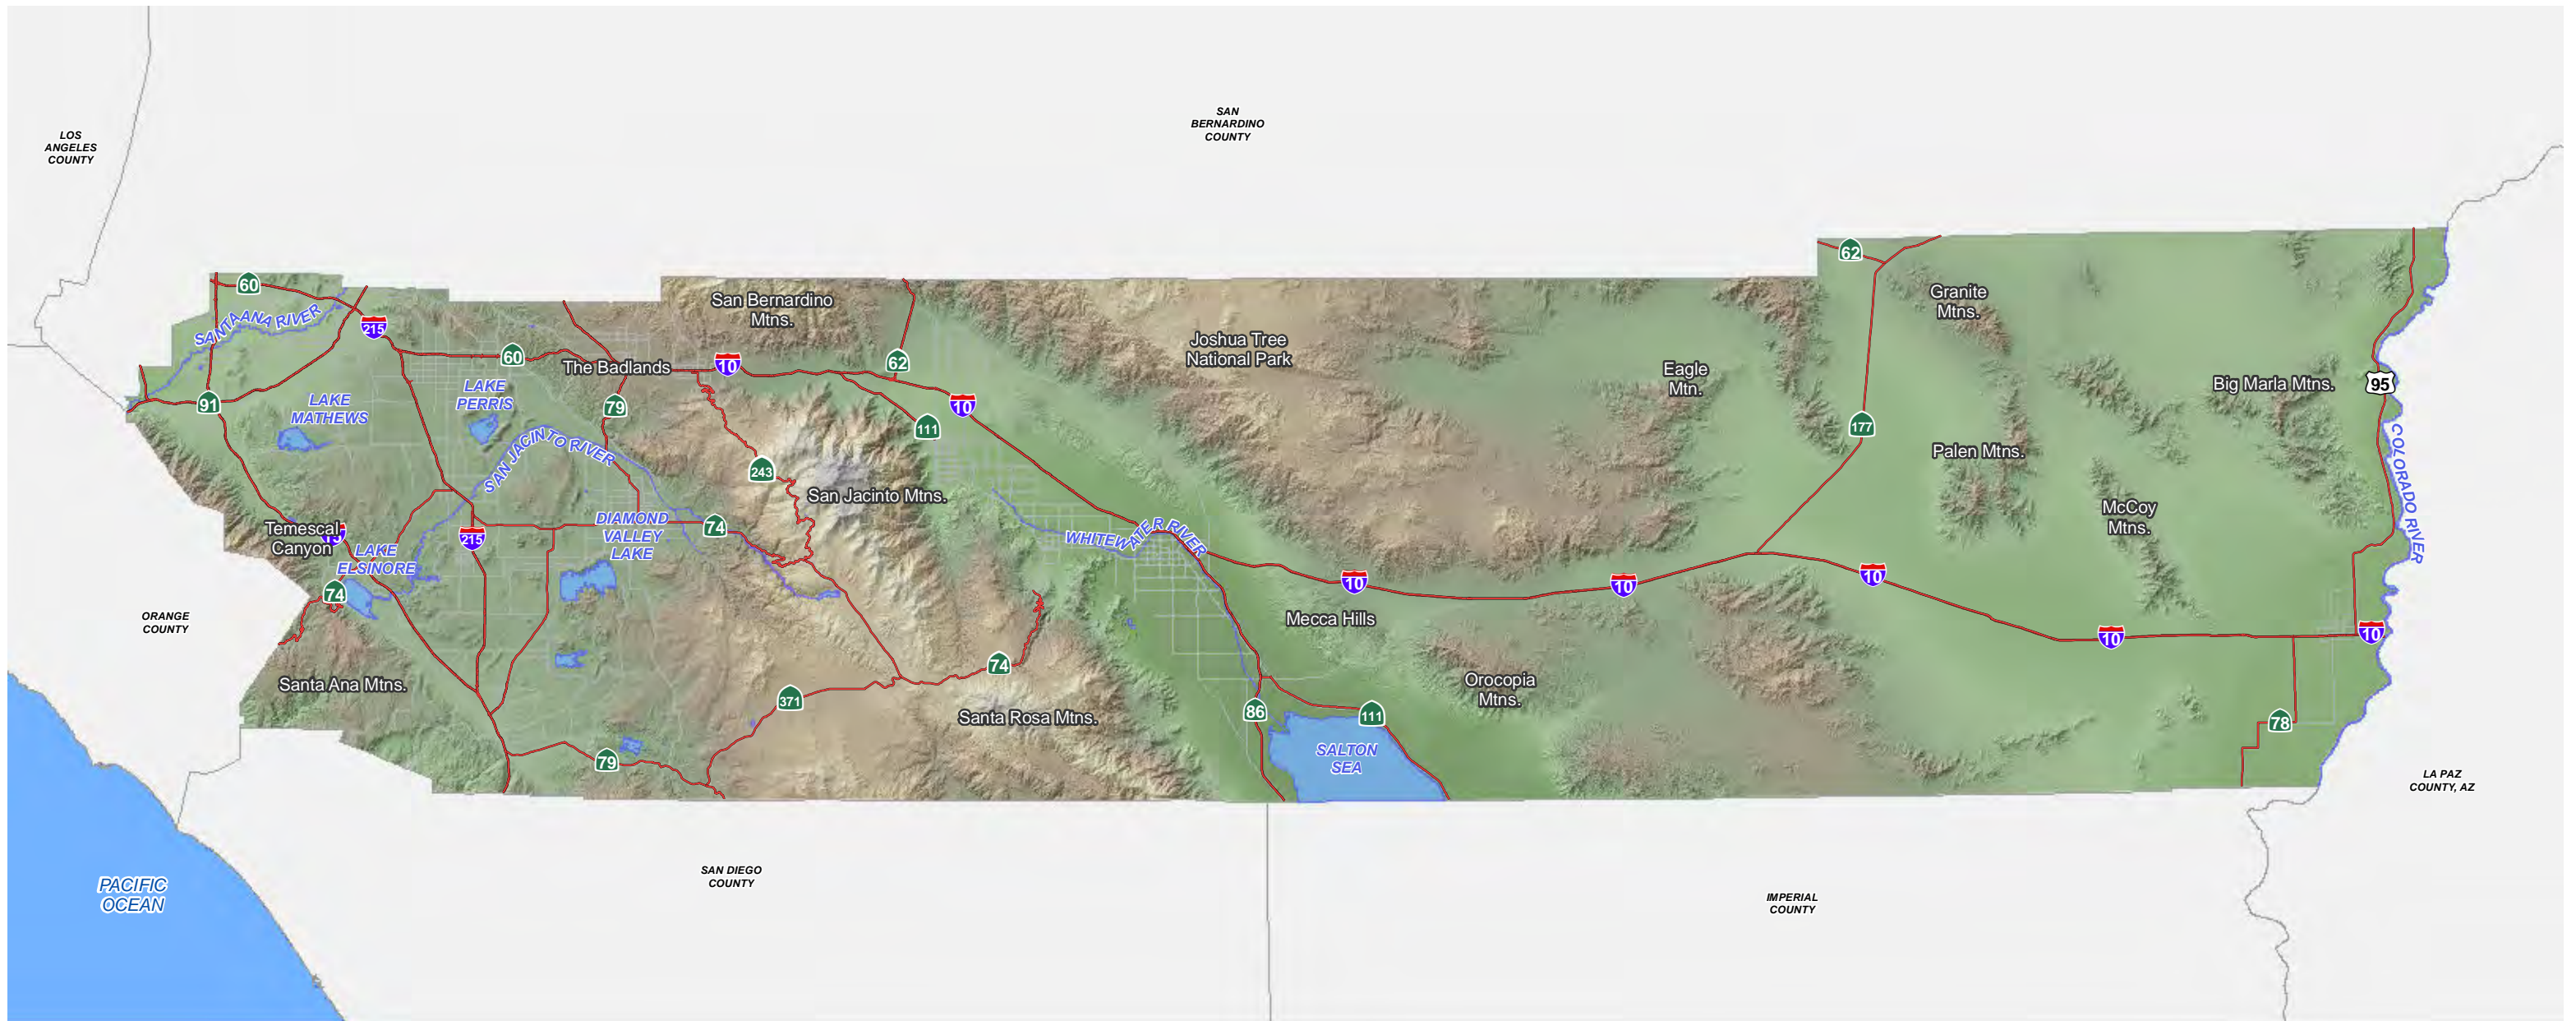 LOS
ANGELES
COUNTY
SAN
BERNARDINO
COUNTY
60
SANTA ANA RIVER
215
San Bernardino
Mtns.
62
Granite
Mtns.
Joshua Tree
National Park
60
The Badlands
10
62
Eagle
Mtn.
Big Marla Mtns.
95
91
LAKE
MATHEWS
LAKE
PERRIS
79
111
10
177
SAN JACINTO RIVER
243
San Jacinto Mtns.
Palen Mtns.
COLORADO RIVER
McCoy
Mtns.
Temescal
Canyon
LAKE
ELSINORE
215
DIAMOND
VALLEY
LAKE
74
WHITEWATER RIVER
10
10
10
74
ORANGE
COUNTY
Mecca Hills
10
10
Santa Ana Mtns.
371
74
Santa Rosa Mtns.
Orocopia
Mtns.
86
111
78
79
SALTON
SEA
LA PAZ
COUNTY, AZ
PACIFIC
OCEAN
SAN DIEGO
COUNTY
IMPERIAL
COUNTY